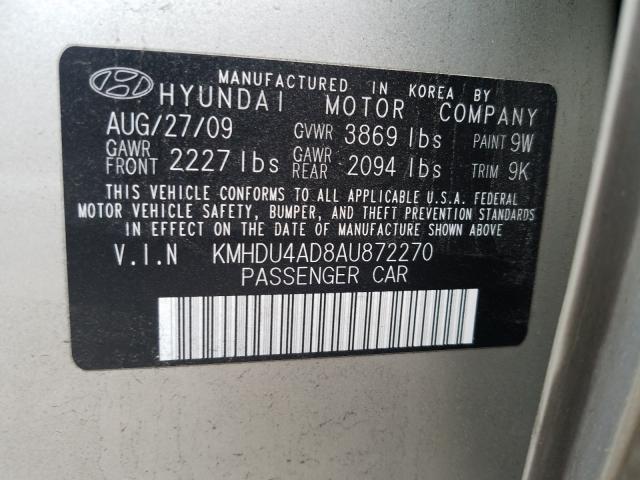 MANUFACTURED IN KOREA BY
HYUNDAI MOTOR COMPANY
AUG/27/09 GVWR 3869 lbs PAINT 9W
GAWR FRONT 2227 lbs GAWR REAR 2094 lbs TRIM 9K
THIS VEHICLE CONFORMS TO ALL APPLICABLE U.S.A. FEDERAL
MOTOR VEHICLE SAFETY, BUMPER, AND THEFT PREVENTION STANDARDS
IN EFFECT ON THE DATE OF MANUFACTURE SHOWN ABOVE.
V.I.N KMHDU4AD8AU872270
PASSENGER CAR